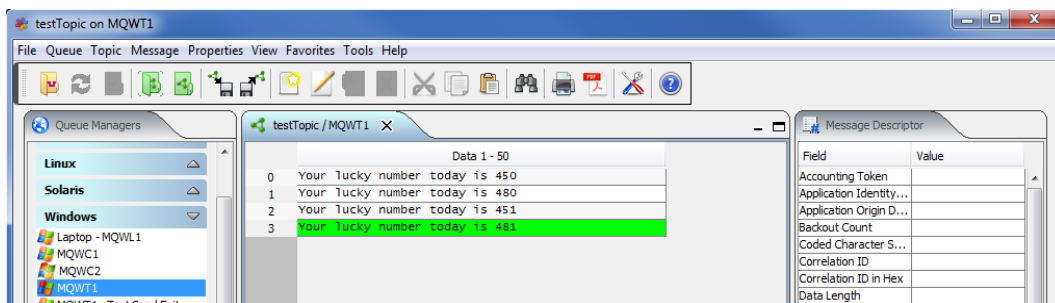 testTopic on MQWT1
File Queue Topic Message Properties View Favorites Tools Help
PDF
Queue Managers
Linux
Solaris
Windows
Laptop - MQWL1
MQWC1
MQWC2
MQWT1
testTopic / MQWT1 X
Data 1 - 50
0 Your lucky number today is 450
1 Your lucky number today is 480
2 Your lucky number today is 451
3 Your lucky number today is 481
Message Descriptor
Field Value
Accounting Token
Application Identity...
Application Origin D...
Backout Count
Coded Character S...
Correlation ID
Correlation ID in Hex
Data Length